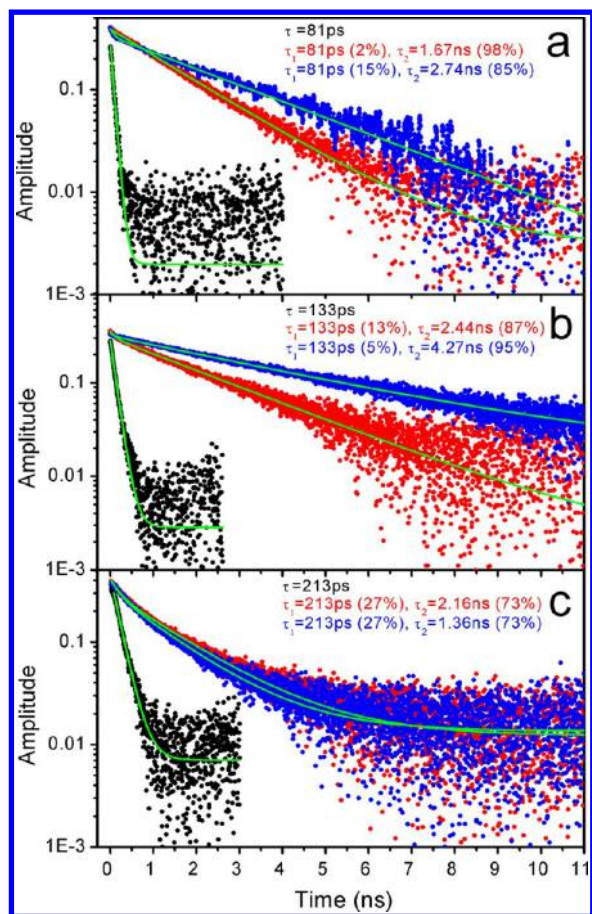 a
τ =81ps
τ₁=81ps (2%), τ₂=1.67ns (98%)
τ₁=81ps (15%), τ₂=2.74ns (85%)
Amplitude
0.1
0.01
1E-3
b
τ =133ps
τ₁=133ps (13%), τ₂=2.44ns (87%)
τ₁=133ps (5%), τ₂=4.27ns (95%)
Amplitude
0.1
0.01
1E-3
c
τ=213ps
τ₁=213ps (27%), τ₂=2.16ns (73%)
τ₁=213ps (27%), τ₂=1.36ns (73%)
Amplitude
0.1
0.01
1E-3
0 1 2 3 4 5 6 7 8 9 10 11
Time (ns)